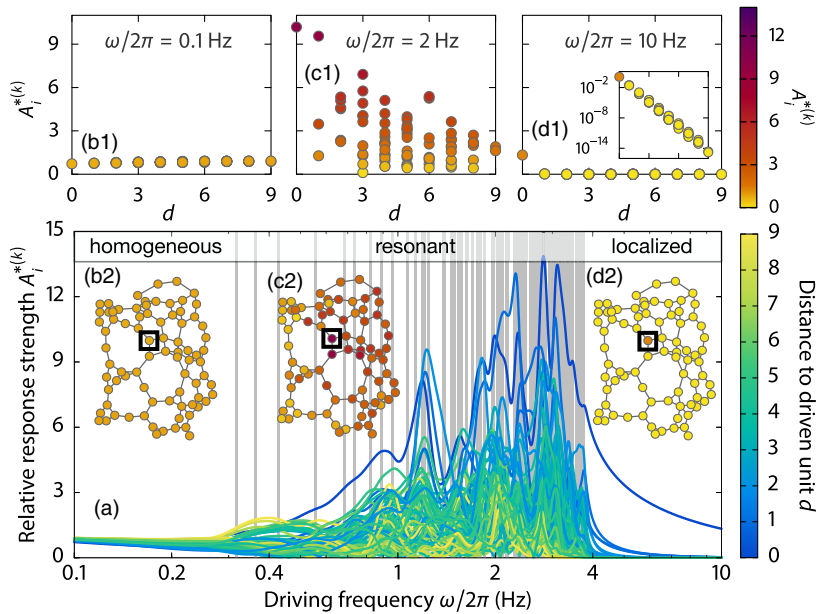 ω/2π = 0.1 Hz
ω/2π = 2 Hz
ω/2π = 10 Hz
A_i^{*(k)}
9
6
3
0
(b1)
(c1)
(d1)
10^{-2}
10^{-8}
10^{-14}
0 3 6 9
0 3 6 9
0 3 6 9
d
d
d
12
9
6
3
0
A_i^{*(k)}
Relative response strength A_i^{*(k)}
15
12
9
6
3
0
homogeneous
resonant
localized
(b2)
(c2)
(d2)
(a)
0.1 0.2 0.4 1 2 4 10
Driving frequency ω/2π (Hz)
9
8
7
6
5
4
3
2
1
0
Distance to driven unit d